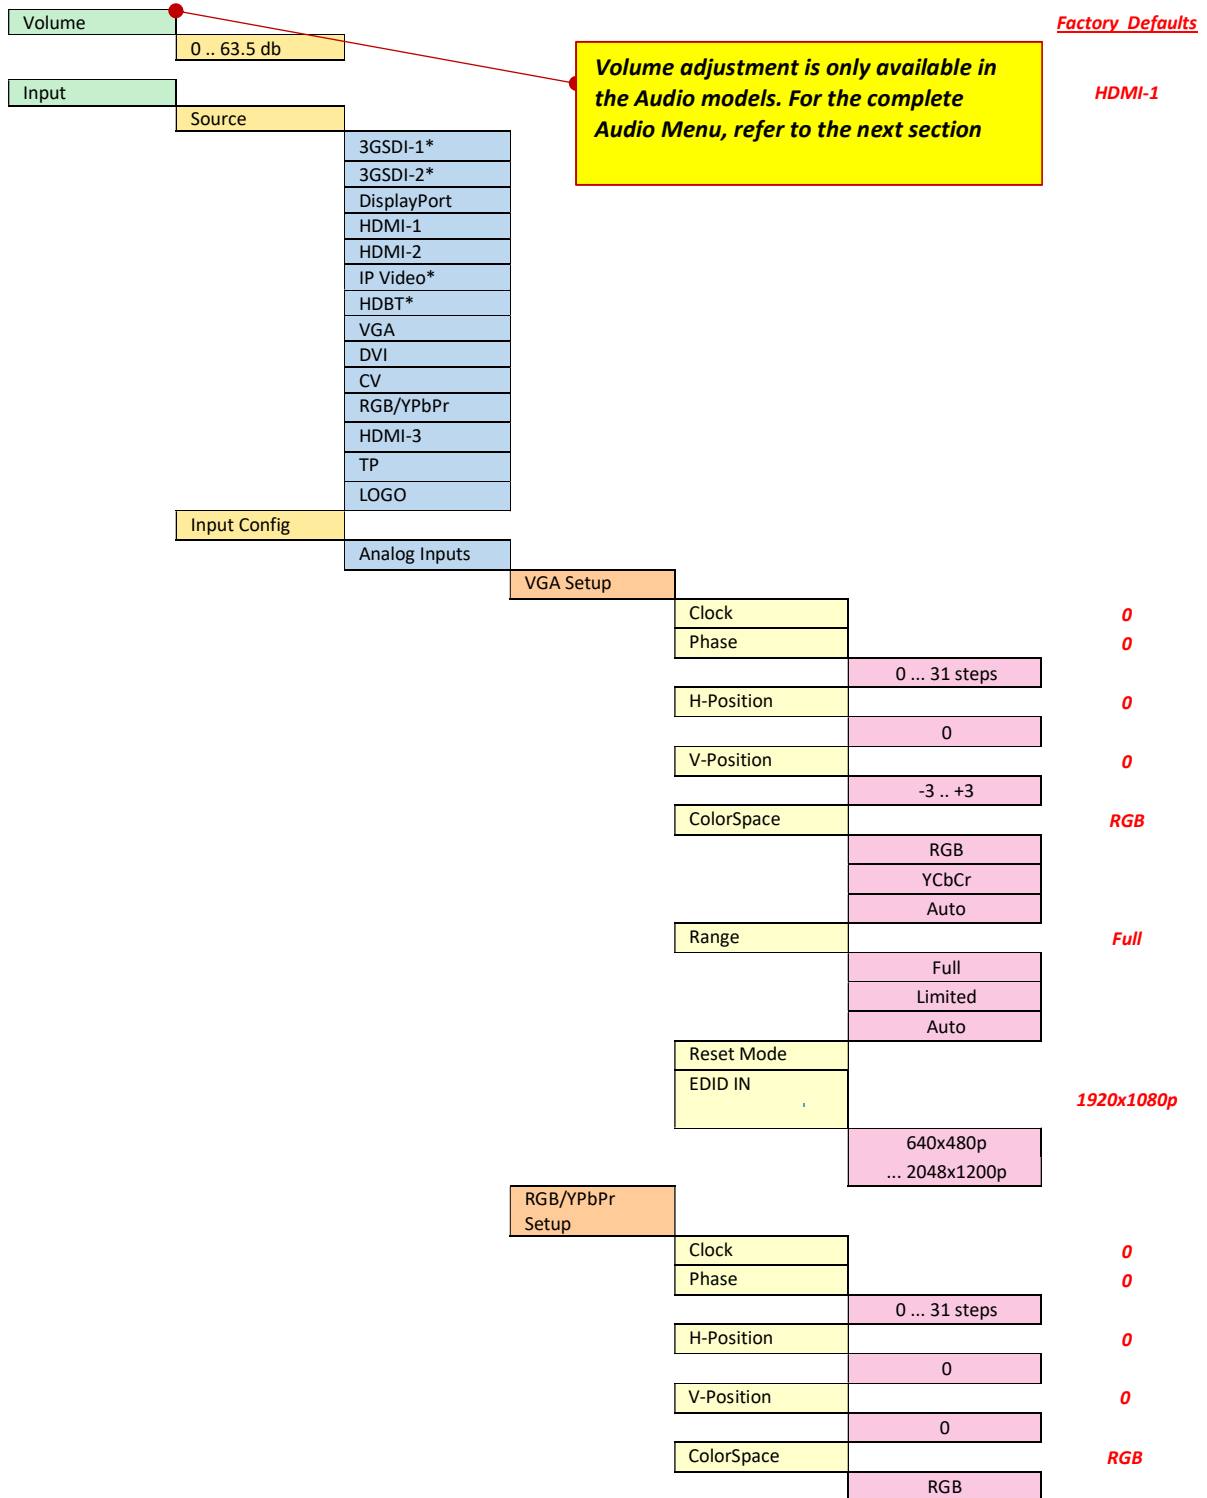 Volume
Factory  Defaults
0 .. 63.5 db
Volume adjustment is only available in
the Audio models. For the complete
Audio Menu, refer to the next section
Input
HDMI-1
Source
3GSDI-1*
3GSDI-2*
DisplayPort
HDMI-1
HDMI-2
IP Video*
HDBT*
VGA
DVI
CV
RGB/YPbPr
HDMI-3
TP
LOGO
Input Config
Analog Inputs
VGA Setup
Clock
0
Phase
0
0 ... 31 steps
H-Position
0
0
V-Position
0
-3 .. +3
ColorSpace
RGB
RGB
YCbCr
Auto
Range
Full
Full
Limited
Auto
Reset Mode
EDID IN
1920x1080p
640x480p
... 2048x1200p
RGB/YPbPr
Setup
Clock
0
Phase
0
0 ... 31 steps
H-Position
0
0
V-Position
0
0
ColorSpace
RGB
RGB